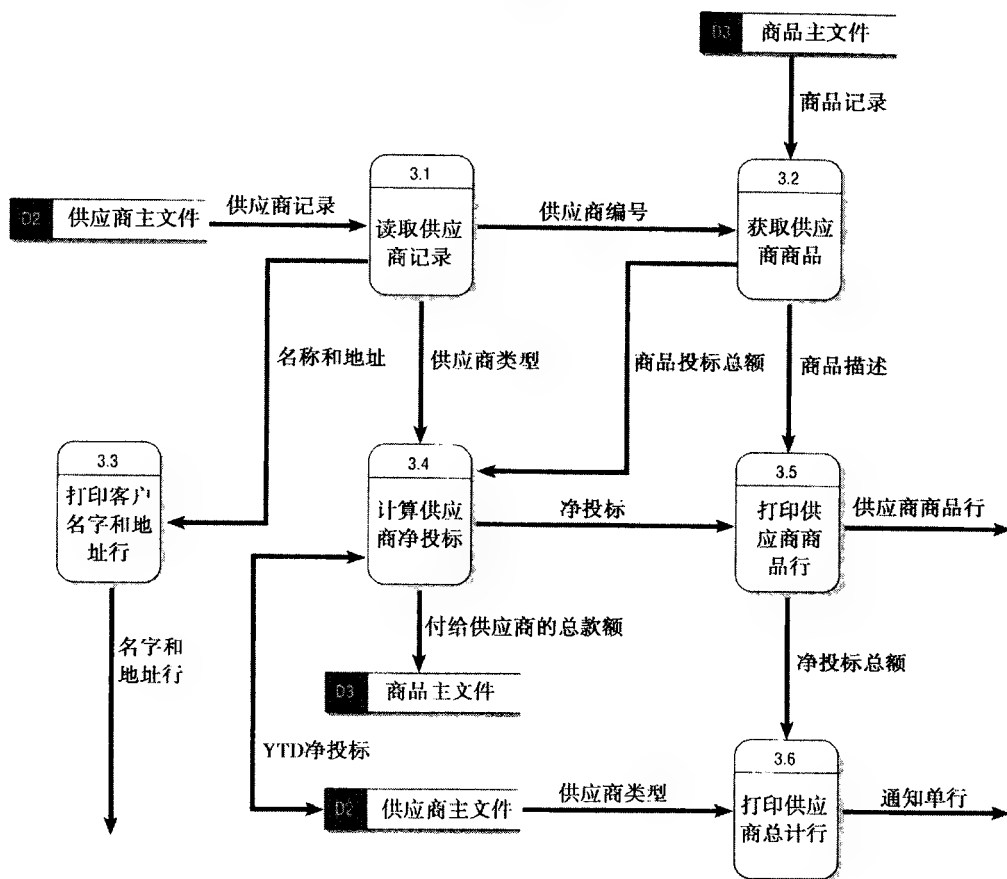 D3 商品主文件
商品记录
3.1
3.2
D2 供应商主文件
供应商记录
读取供应
商记录
供应商编号
获取供应
商商品
名称和地址
供应商类型
商品投标总额
商品描述
3.3
打印客户
名字和地
址行
3.4
计算供应
商净投标
净投标
3.5
打印供
应商商
品行
供应商商品行
名字和
地址行
付给供应商的总款额
净投标总额
D3 商品主文件
YTD净投标
3.6
D2 供应商主文件
供应商类型
打印供应
商总计行
通知单行